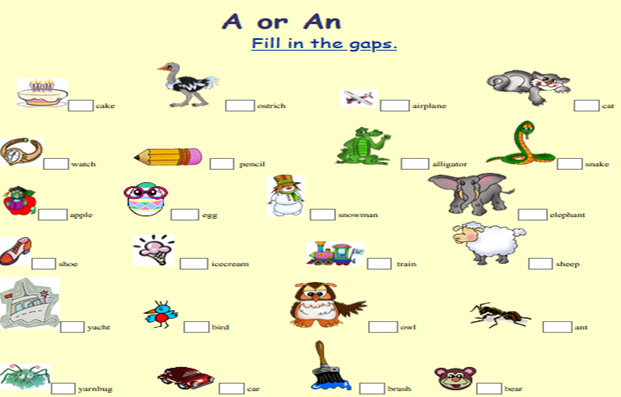 A or An
Fill in the gaps.
cake ostrich airplane cat
watch pencil alligator snake
apple egg snowman elephant
shoe icecream train sheep
yacht bird owl ant
yarnbug car brush bear